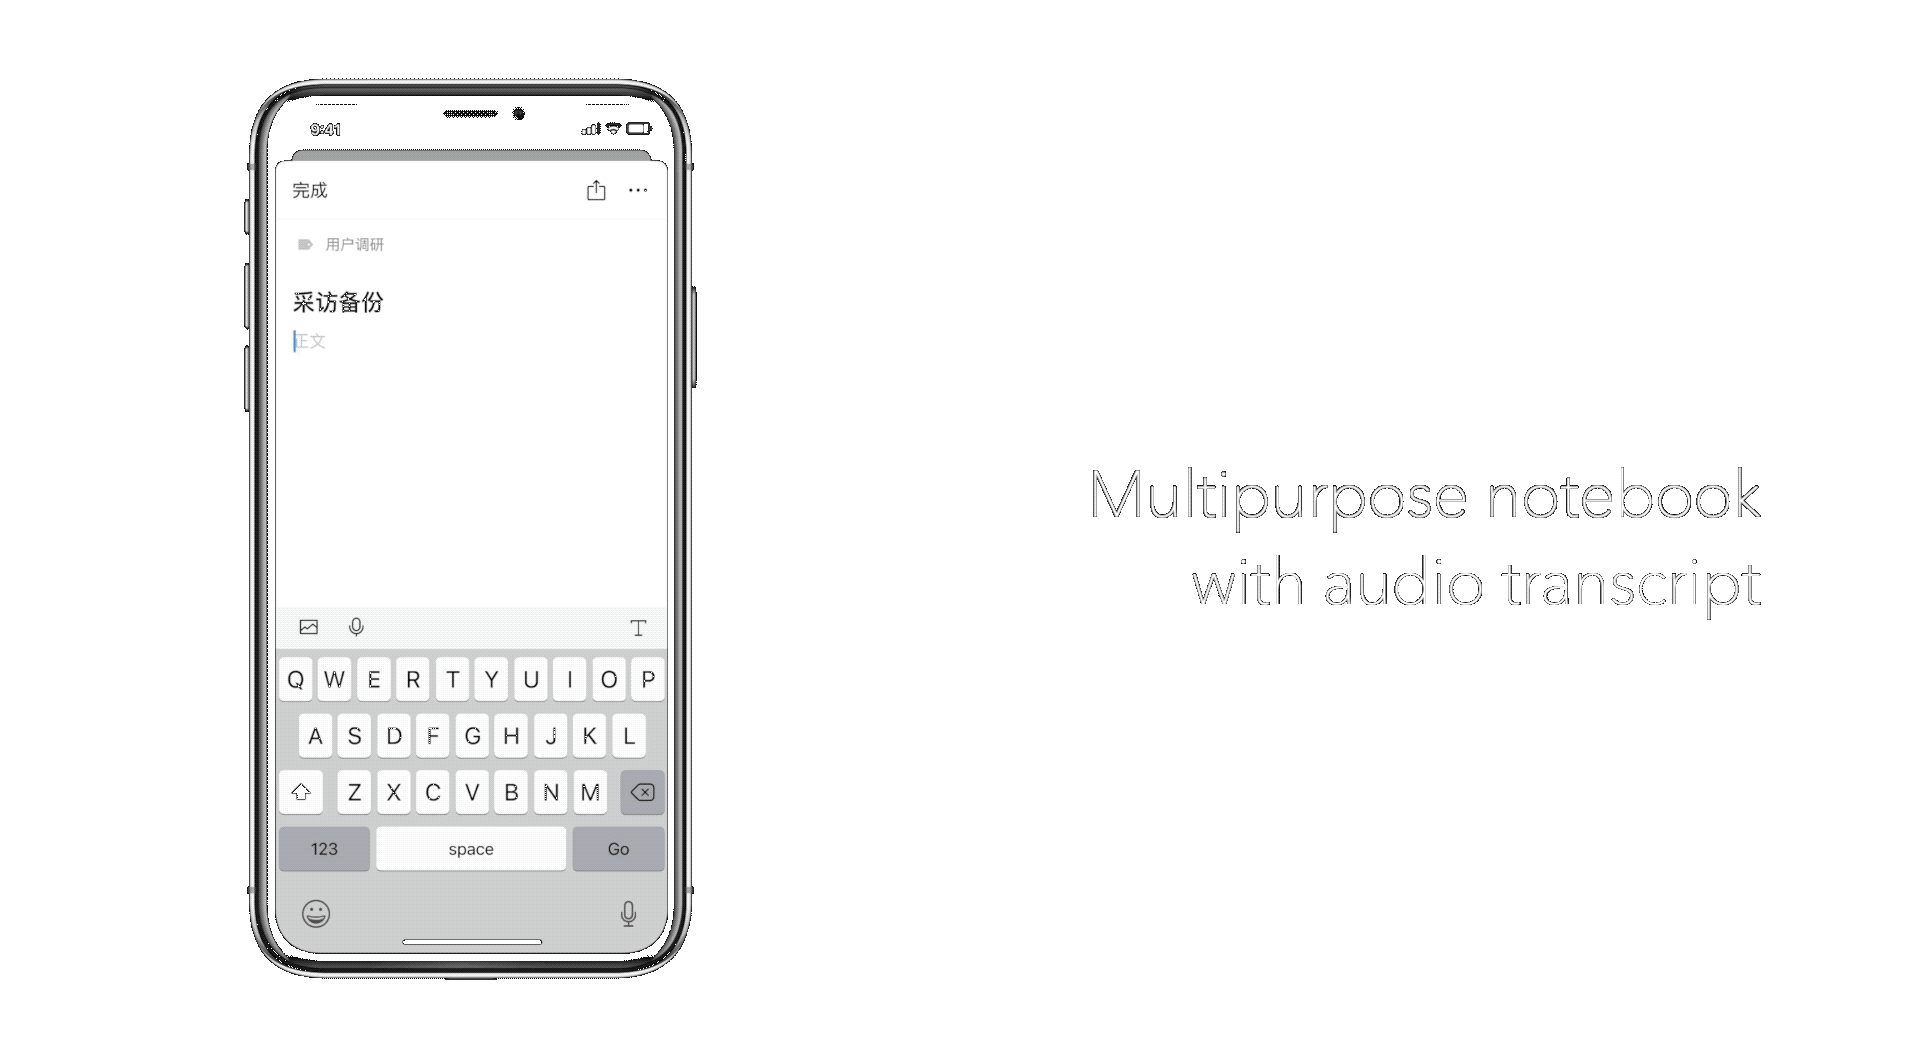 9:41
完成
用户调研
采访备份
正文
T
Q W E R T Y U I O P
A S D F G H J K L
Z X C V B N M
123 space Go
Multipurpose notebook
with audio transcript